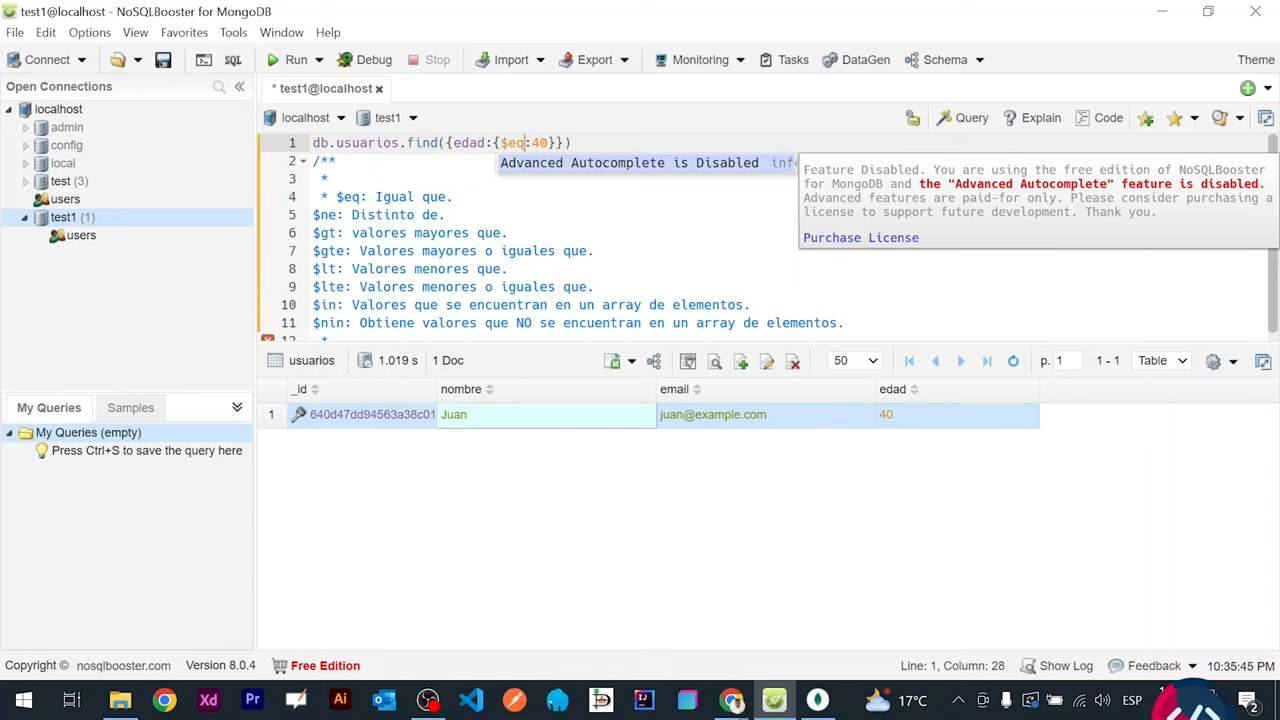 test1@localhost - NoSQLBooster for MongoDB
File Edit Options View Favorites Tools Window Help
Connect SQL Run Debug Stop Import Export Monitoring Tasks DataGen Schema Theme
Open Connections
* test1@localhost
localhost
admin
config
local
test (3)
users
test1 (1)
users
localhost test1 Query Explain Code
1 db.usuarios.find({edad:{$eq:40}})
Advanced Autocomplete is Disabled info
Feature Disabled. You are using the free edition of NoSQLBooster
for MongoDB and the "Advanced Autocomplete" feature is disabled.
Advanced features are paid-for only. Please consider purchasing a
license to support future development. Thank you.
Purchase License
2 /**
3 *
4 * $eq: Igual que.
5 $ne: Distinto de.
6 $gt: valores mayores que.
7 $gte: Valores mayores o iguales que.
8 $lt: Valores menores que.
9 $lte: Valores menores o iguales que.
10 $in: Valores que se encuentran en un array de elementos.
11 $nin: Obtiene valores que NO se encuentran en un array de elementos.
12 *
usuarios 1.019 s 1 Doc 50 p. 1 1 - 1 Table
_id nombre email edad
1 640d47dd94563a38c01 Juan juan@example.com 40
My Queries Samples
My Queries (empty)
Press Ctrl+S to save the query here
Copyright © nosqlbooster.com Version 8.0.4 Free Edition Line: 1, Column: 28 Show Log Feedback 10:35:45 PM
Xd Pr Ai 17°C ESP 2